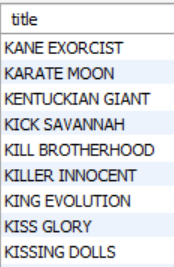 title
KANE EXORCIST
KARATE MOON
KENTUCKIAN GIANT
KICK SAVANNAH
KILL BROTHERHOOD
KILLER INNOCENT
KING EVOLUTION
KISS GLORY
KISSING DOLLS